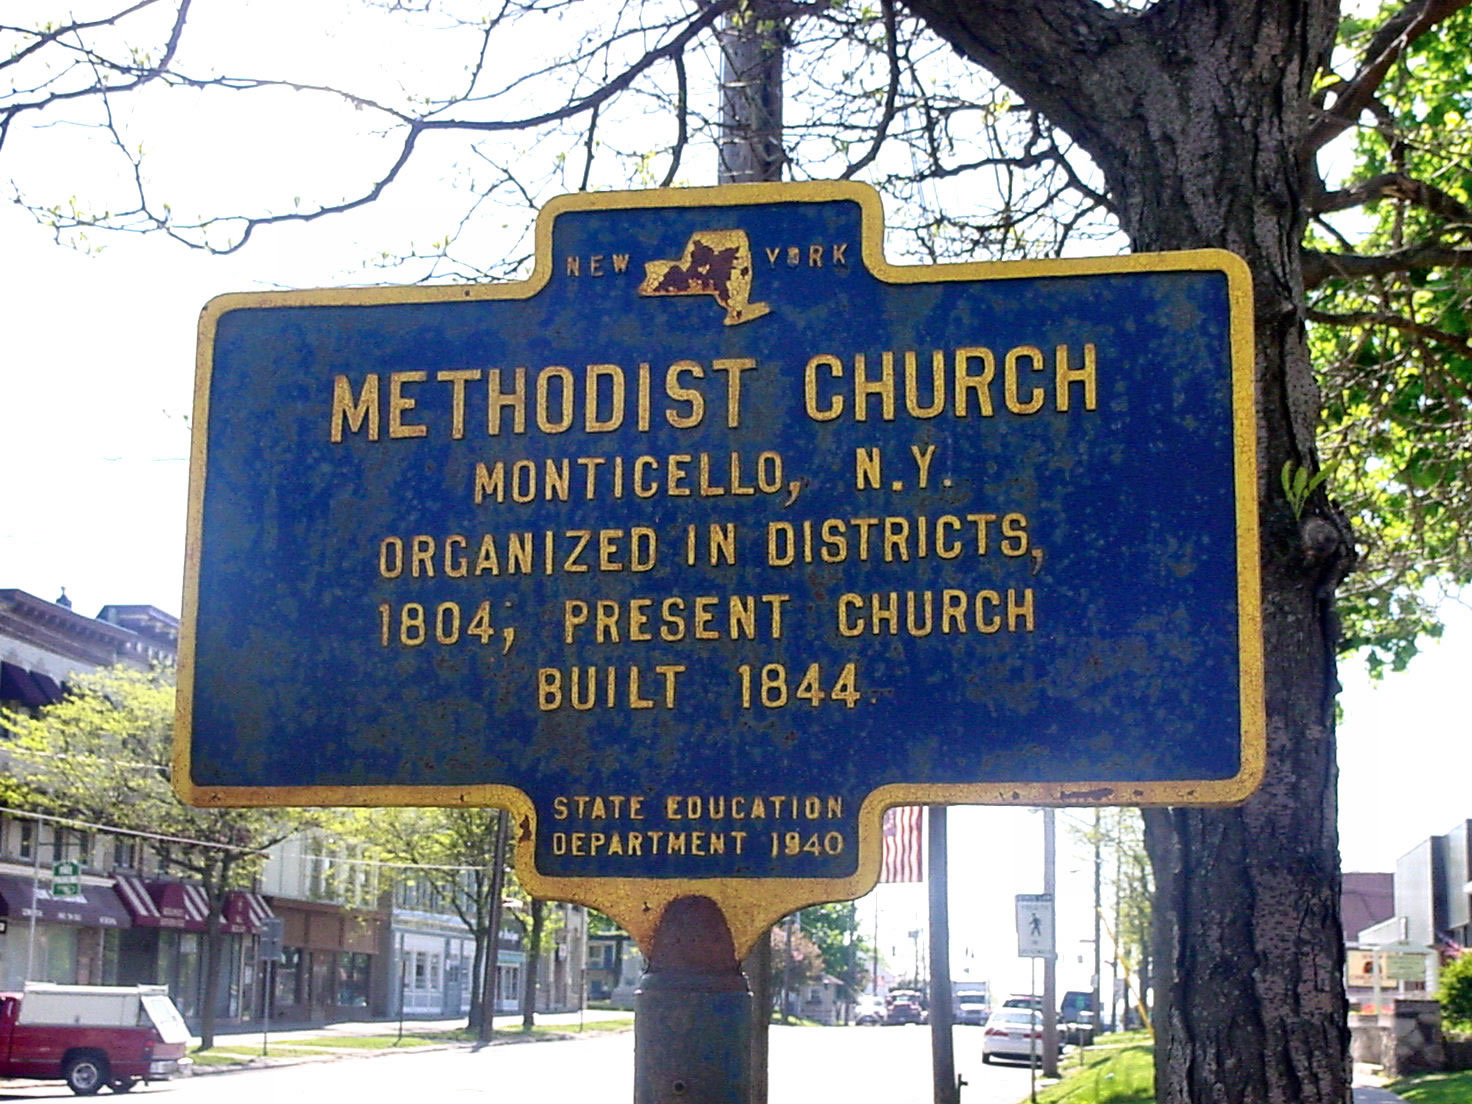 NEW YORK
METHODIST CHURCH
MONTICELLO, N.Y.
ORGANIZED IN DISTRICTS,
1804; PRESENT CHURCH
BUILT 1844
STATE EDUCATION
DEPARTMENT 1940